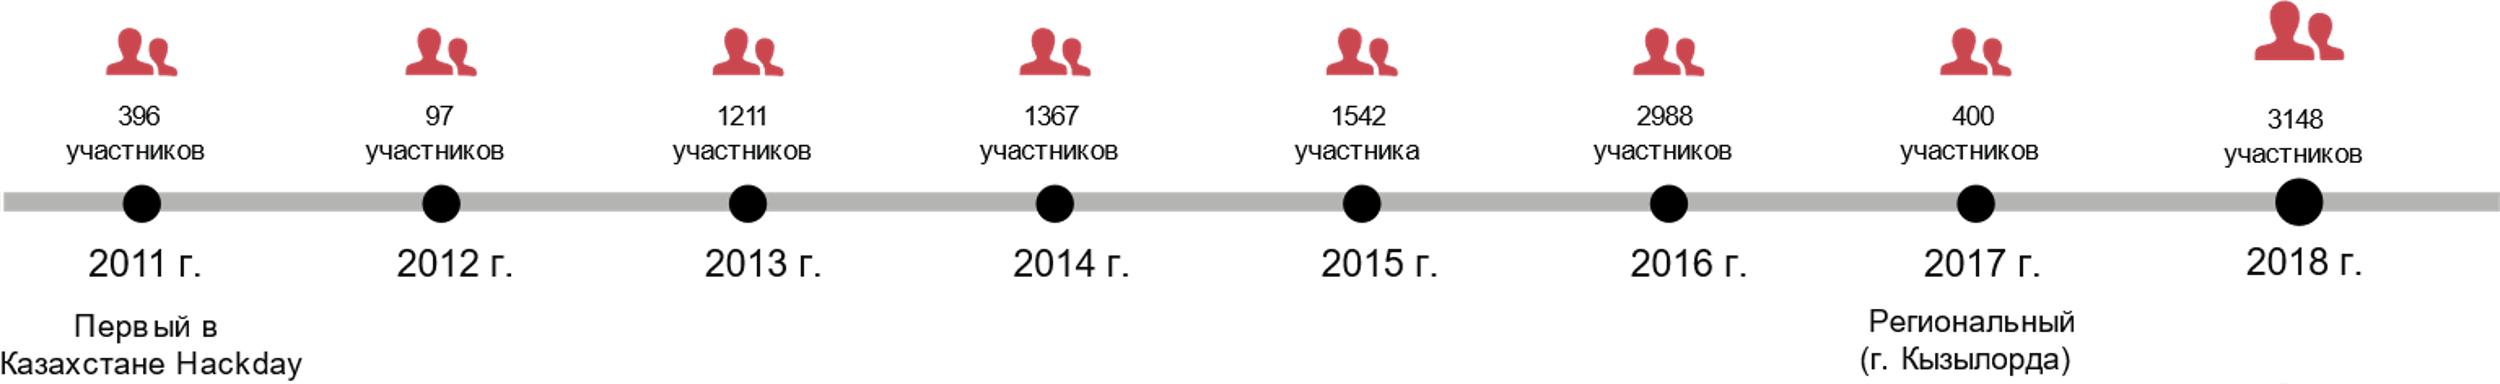 396
участников
2011 г.
Первый в
Казахстане Hackday
97
участников
2012 г.
1211
участников
2013 г.
1367
участников
2014 г.
1542
участника
2015 г.
2988
участников
2016 г.
400
участников
2017 г.
Региональный
(г. Кызылорда)
3148
участников
2018 г.